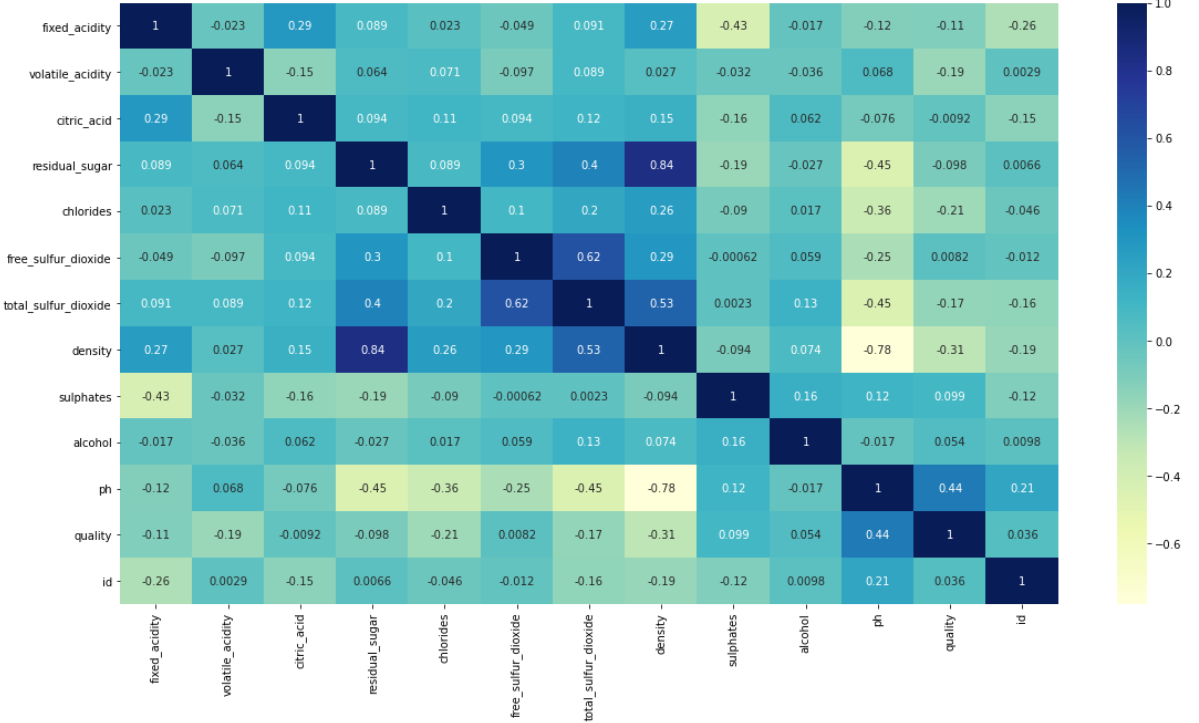 fixed_acidity 1 -0.023 0.29 0.089 0.023 -0.049 0.091 0.27 -0.43 -0.017 -0.12 -0.11 -0.26
volatile_acidity -0.023 1 -0.15 0.064 0.071 -0.097 0.089 0.027 -0.032 -0.036 0.068 -0.19 0.0029
citric_acid 0.29 -0.15 1 0.094 0.11 0.094 0.12 0.15 -0.16 0.062 -0.076 -0.0092 -0.15
residual_sugar 0.089 0.064 0.094 1 0.089 0.3 0.4 0.84 -0.19 -0.027 -0.45 -0.098 0.0066
chlorides 0.023 0.071 0.11 0.089 1 0.1 0.2 0.26 -0.09 0.017 -0.36 -0.21 -0.046
free_sulfur_dioxide -0.049 -0.097 0.094 0.3 0.1 1 0.62 0.29 -0.00062 0.059 -0.25 0.0082 -0.012
total_sulfur_dioxide 0.091 0.089 0.12 0.4 0.2 0.62 1 0.53 0.0023 0.13 -0.45 -0.17 -0.16
density 0.27 0.027 0.15 0.84 0.26 0.29 0.53 1 -0.094 0.074 -0.78 -0.31 -0.19
sulphates -0.43 -0.032 -0.16 -0.19 -0.09 -0.00062 0.0023 -0.094 1 0.16 0.12 0.099 -0.12
alcohol -0.017 -0.036 0.062 -0.027 0.017 0.059 0.13 0.074 0.16 1 -0.017 0.054 0.0098
ph -0.12 0.068 -0.076 -0.45 -0.36 -0.25 -0.45 -0.78 0.12 -0.017 1 0.44 0.21
quality -0.11 -0.19 -0.0092 -0.098 -0.21 0.0082 -0.17 -0.31 0.099 0.054 0.44 1 0.036
id -0.26 0.0029 -0.15 0.0066 -0.046 -0.012 -0.16 -0.19 -0.12 0.0098 0.21 0.036 1
fixed_acidity
volatile_acidity
citric_acid
residual_sugar
chlorides
free_sulfur_dioxide
total_sulfur_dioxide
density
sulphates
alcohol
ph
quality
id
1.0
0.8
0.6
0.4
0.2
0.0
−0.2
−0.4
−0.6